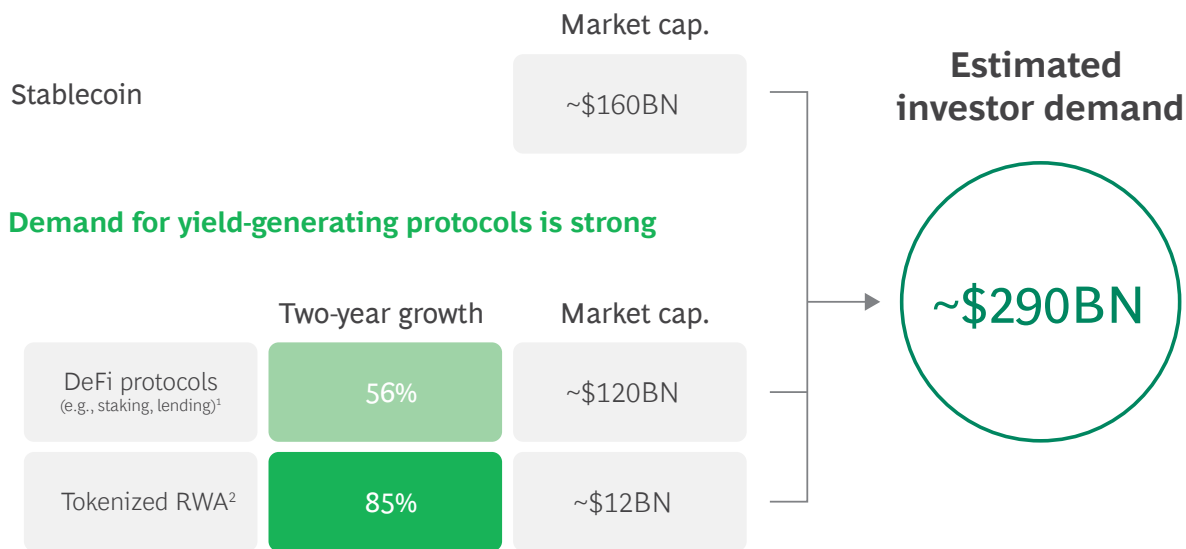 Market cap.
Stablecoin
~$160BN
Estimated
investor demand
Demand for yield-generating protocols is strong
~$290BN
Two-year growth
Market cap.
DeFi protocols
(e.g., staking, lending)¹
56%
~$120BN
Tokenized RWA²
85%
~$12BN